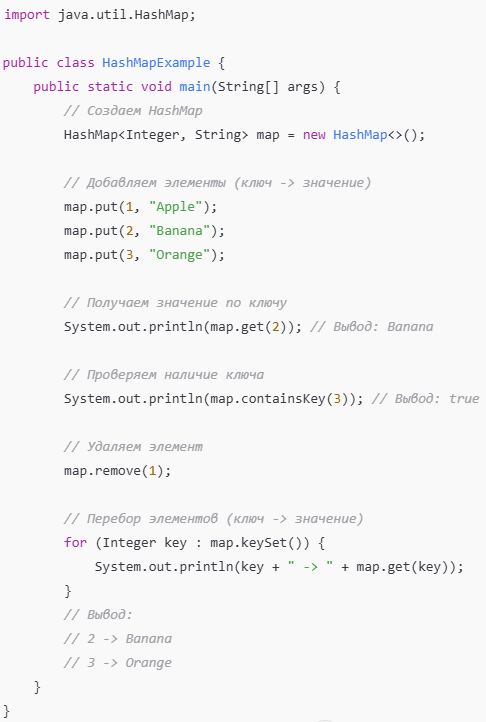 import java.util.HashMap;

public class HashMapExample {
    public static void main(String[] args) {
        // Создаем HashMap
        HashMap<Integer, String> map = new HashMap<>();

        // Добавляем элементы (ключ -> значение)
        map.put(1, "Apple");
        map.put(2, "Banana");
        map.put(3, "Orange");

        // Получаем значение по ключу
        System.out.println(map.get(2)); // Вывод: Banana

        // Проверяем наличие ключа
        System.out.println(map.containsKey(3)); // Вывод: true

        // Удаляем элемент
        map.remove(1);

        // Перебор элементов (ключ -> значение)
        for (Integer key : map.keySet()) {
            System.out.println(key + " -> " + map.get(key));
        }
        // Вывод:
        // 2 -> Banana
        // 3 -> Orange
    }
}